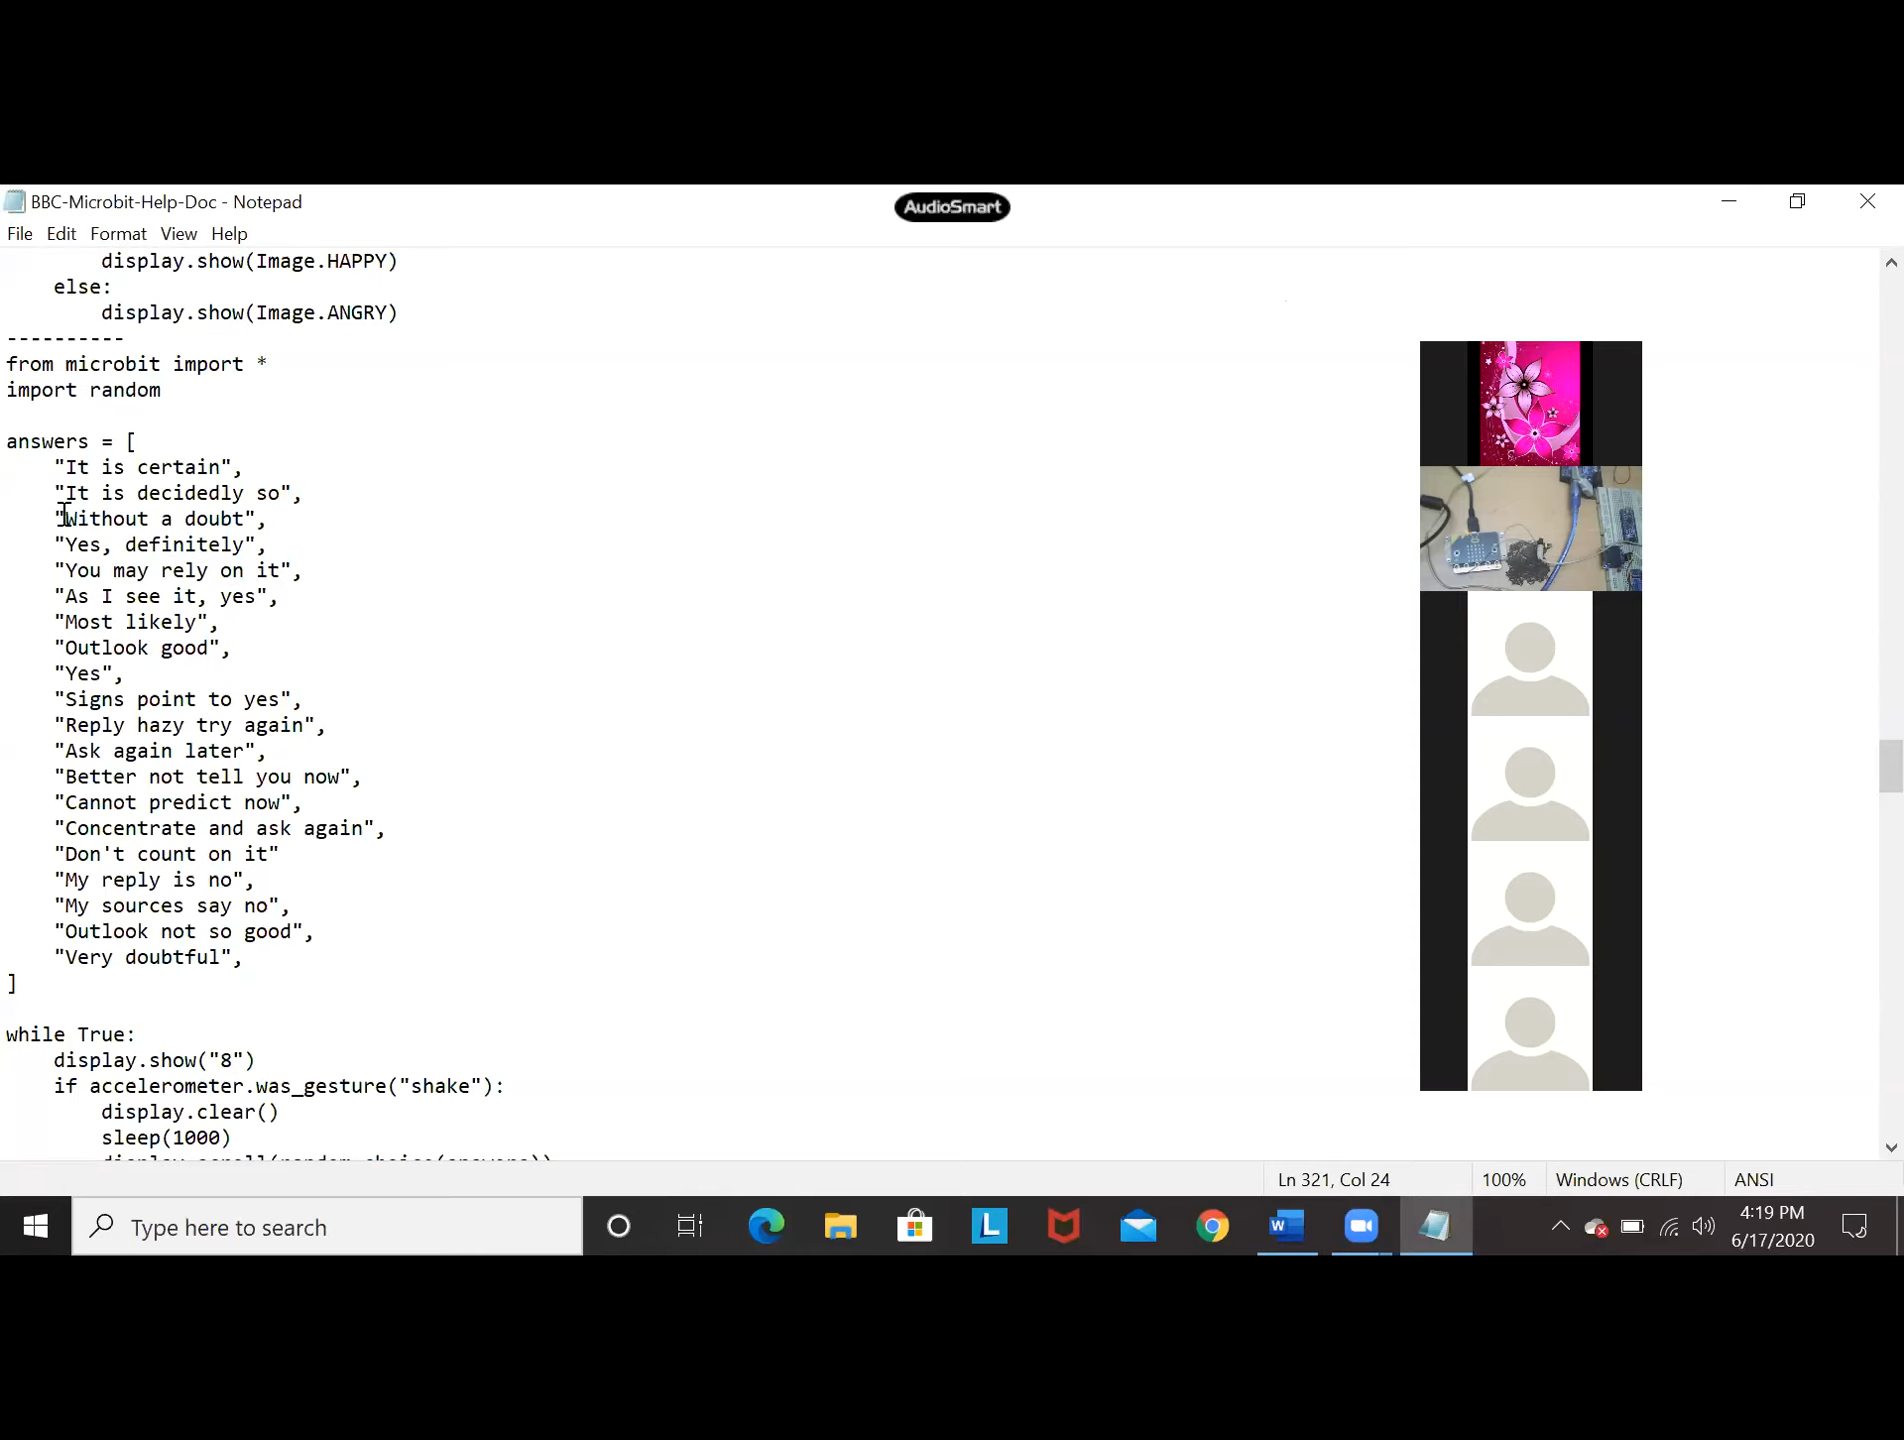 BBC-Microbit-Help-Doc - Notepad
AudioSmart
File Edit Format View Help
        display.show(Image.HAPPY)
    else:
        display.show(Image.ANGRY)
----------
from microbit import *
import random

answers = [
    "It is certain",
    "It is decidedly so",
    "Without a doubt",
    "Yes, definitely",
    "You may rely on it",
    "As I see it, yes",
    "Most likely",
    "Outlook good",
    "Yes",
    "Signs point to yes",
    "Reply hazy try again",
    "Ask again later",
    "Better not tell you now",
    "Cannot predict now",
    "Concentrate and ask again",
    "Don't count on it"
    "My reply is no",
    "My sources say no",
    "Outlook not so good",
    "Very doubtful",
]

while True:
    display.show("8")
    if accelerometer.was_gesture("shake"):
        display.clear()
        sleep(1000)
        display.scroll(random.choice(answers))
Ln 321, Col 24 100% Windows (CRLF) ANSI
Type here to search
L
W
4:19 PM
6/17/2020